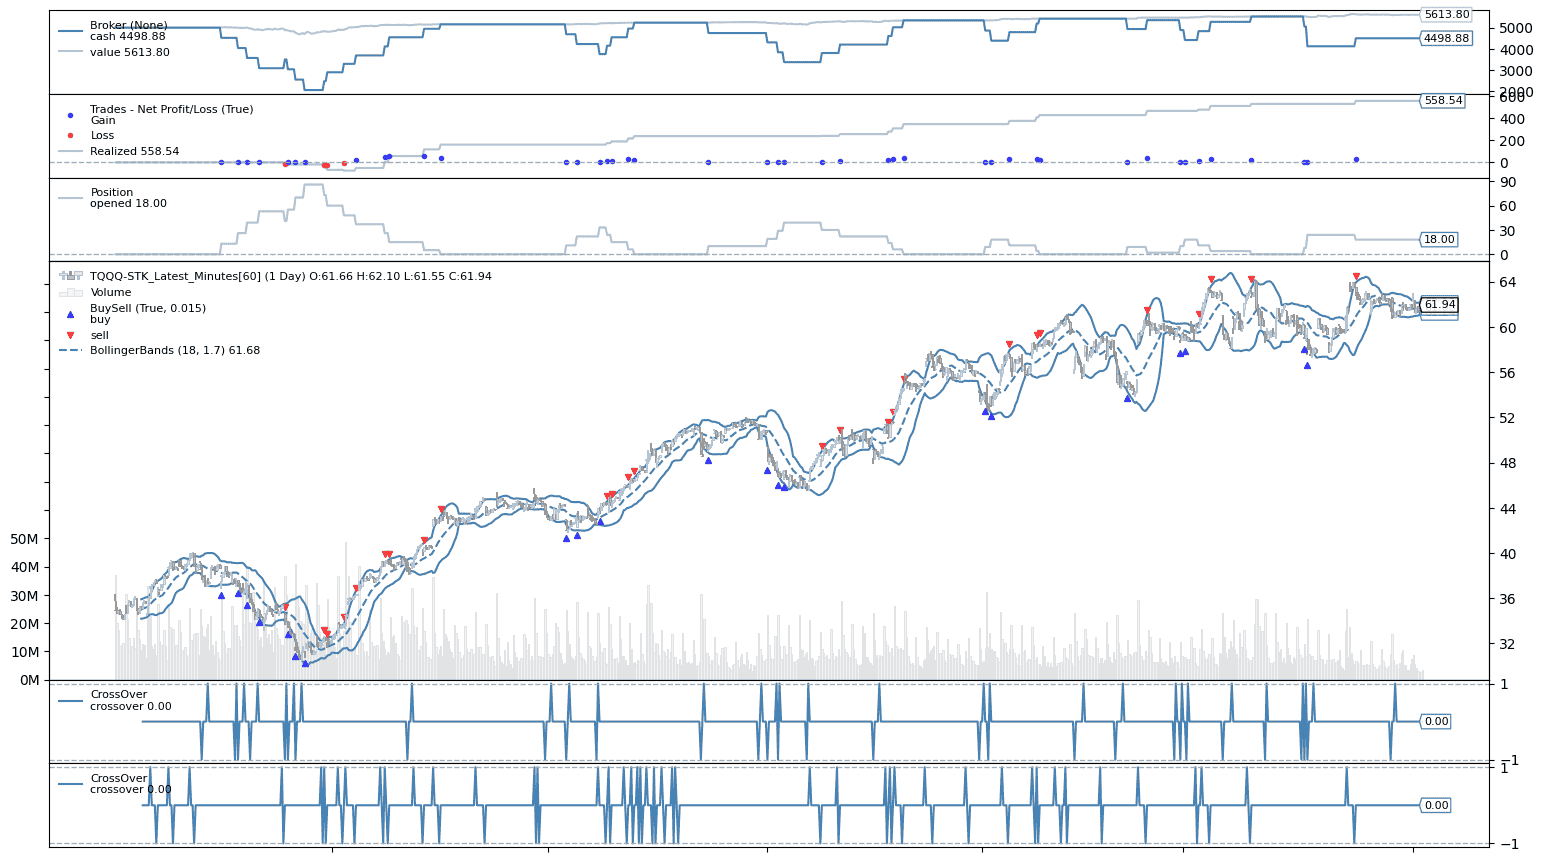 Broker (None)
cash 4498.88
value 5613.80
5613.80
5000
4498.88
4000
3000
2000
Trades - Net Profit/Loss (True)
Gain
Loss
Realized 558.54
600
558.54
400
200
0
Position
opened 18.00
90
60
30
18.00
0
TQQQ-STK_Latest_Minutes[60] (1 Day) O:61.66 H:62.10 L:61.55 C:61.94
Volume
BuySell (True, 0.015)
buy
sell
BollingerBands (18, 1.7) 61.68
64
61.94
60
56
52
48
44
40
36
32
50M
40M
30M
20M
10M
0M
CrossOver
crossover 0.00
1
0.00
−1
CrossOver
crossover 0.00
1
0.00
−1